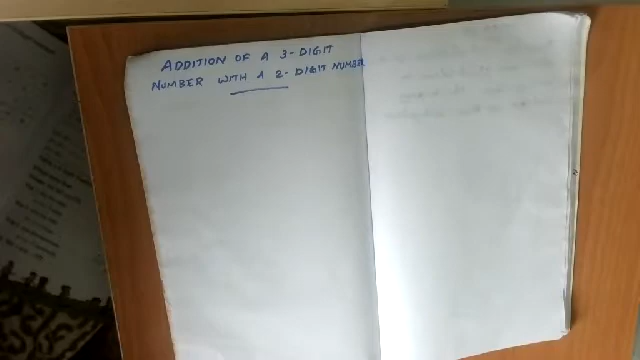 ADDITION OF A 3-DIGIT
NUMBER WITH A 2-DIGIT NUMBER